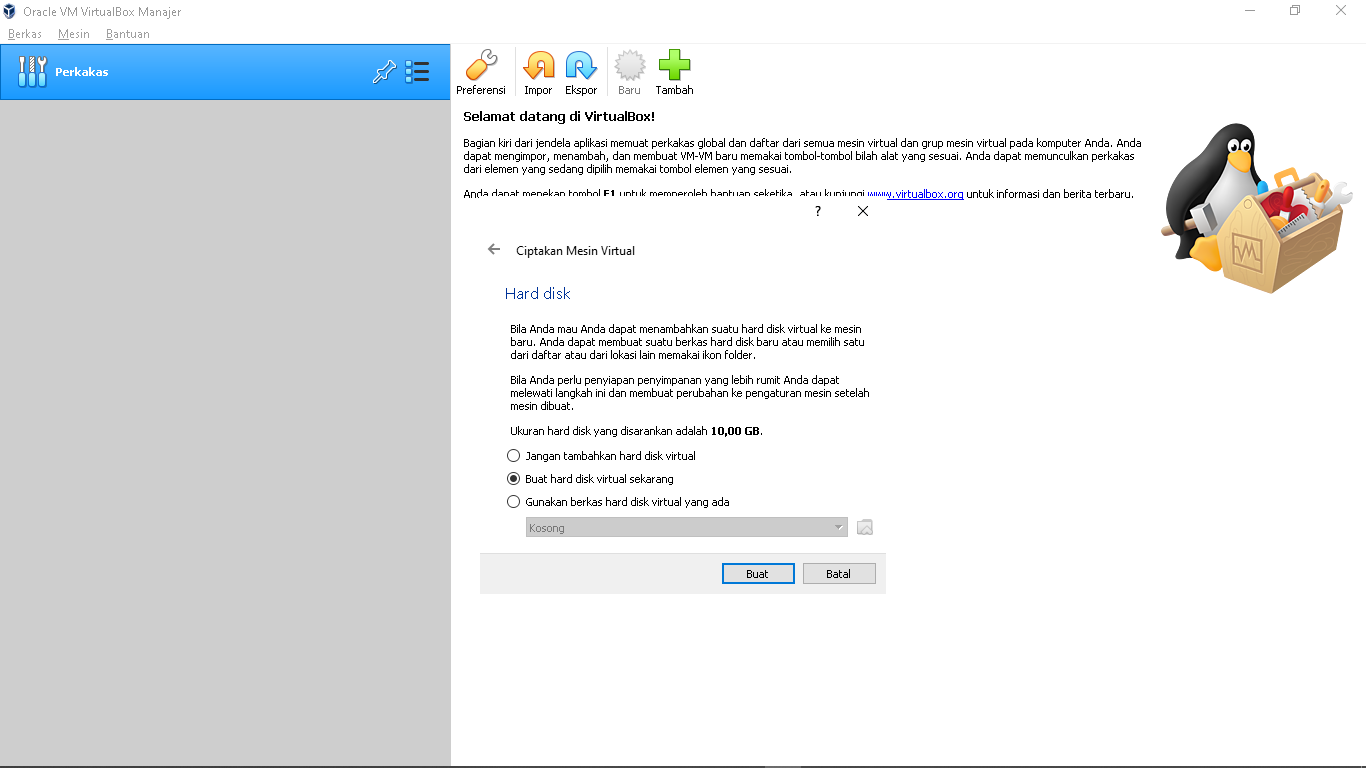 Oracle VM VirtualBox Manajer
Berkas Mesin Bantuan
Perkakas
Preferensi Impor Ekspor Baru Tambah
Selamat datang di VirtualBox!
Bagian kiri dari jendela aplikasi memuat perkakas global dan daftar dari semua mesin virtual dan grup mesin virtual pada komputer Anda. Anda
dapat mengimpor, menambah, dan membuat VM-VM baru memakai tombol-tombol bilah alat yang sesuai. Anda dapat memunculkan perkakas
dari elemen yang sedang dipilih memakai tombol elemen yang sesuai.
Anda dapat menekan tombol F1 untuk memperoleh bantuan seketika, atau kunjungi www.virtualbox.org untuk informasi dan berita terbaru.
?
Ciptakan Mesin Virtual
Hard disk
Bila Anda mau Anda dapat menambahkan suatu hard disk virtual ke mesin
baru. Anda dapat membuat suatu berkas hard disk baru atau memilih satu
dari daftar atau dari lokasi lain memakai ikon folder.
Bila Anda perlu penyiapan penyimpanan yang lebih rumit Anda dapat
melewati langkah ini dan membuat perubahan ke pengaturan mesin setelah
mesin dibuat.
Ukuran hard disk yang disarankan adalah 10,00 GB.
Jangan tambahkan hard disk virtual
Buat hard disk virtual sekarang
Gunakan berkas hard disk virtual yang ada
Kosong
Buat Batal